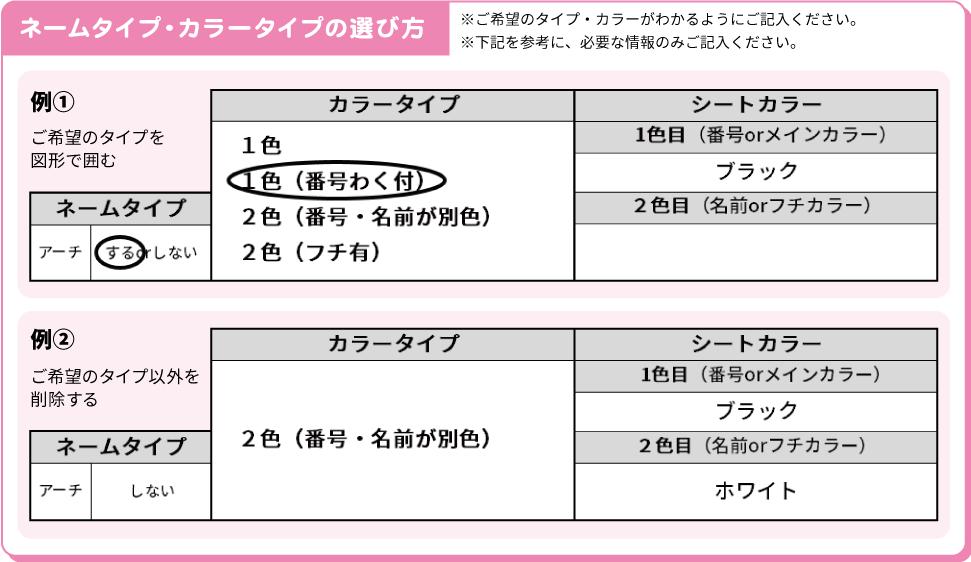 ネームタイプ・カラータイプの選び方
※ご希望のタイプ・カラーがわかるようにご記入ください。
※下記を参考に、必要な情報のみご記入ください。
例①
ご希望のタイプを
図形で囲む
ネームタイプ
アーチ
するorしない
カラータイプ
１色
１色（番号わく付）
２色（番号・名前が別色）
２色（フチ有）
シートカラー
1色目（番号orメインカラー）
ブラック
２色目（名前orフチカラー）
例②
ご希望のタイプ以外を
削除する
ネームタイプ
アーチ
しない
カラータイプ
２色（番号・名前が別色）
シートカラー
1色目（番号orメインカラー）
ブラック
２色目（名前orフチカラー）
ホワイト